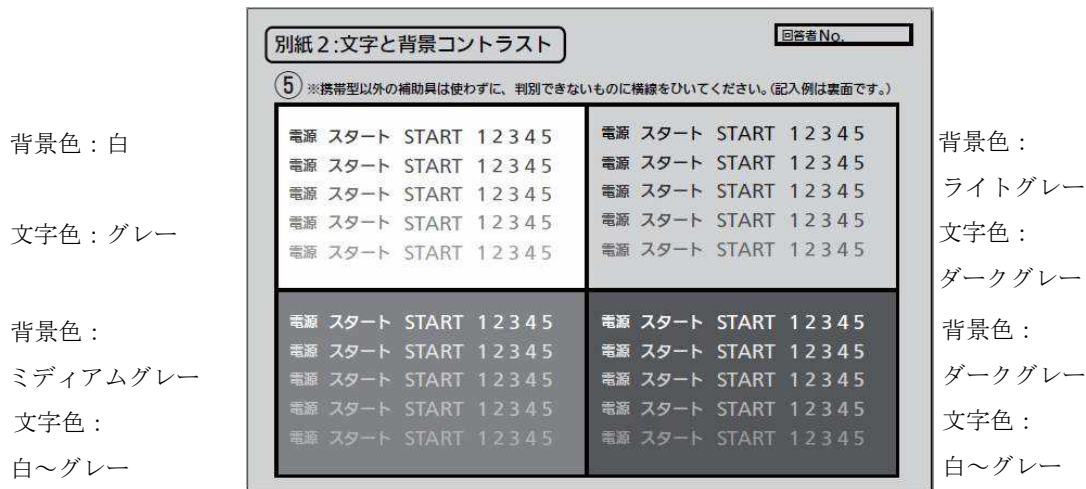 別紙2:文字と背景コントラスト
回答者No.
⑤ ※携帯型以外の補助具は使わずに、判別できないものに横線をひいてください。(記入例は裏面です。)
背景色：白
文字色：グレー
電源 スタート START 12345
電源 スタート START 12345
電源 スタート START 12345
電源 スタート START 12345
電源 スタート START 12345
電源 スタート START 12345
電源 スタート START 12345
電源 スタート START 12345
電源 スタート START 12345
電源 スタート START 12345
背景色：
ライトグレー
文字色：
ダークグレー
背景色：
ミディアムグレー
文字色：
白～グレー
電源 スタート START 12345
電源 スタート START 12345
電源 スタート START 12345
電源 スタート START 12345
電源 スタート START 12345
電源 スタート START 12345
電源 スタート START 12345
電源 スタート START 12345
電源 スタート START 12345
電源 スタート START 12345
背景色：
ダークグレー
文字色：
白～グレー